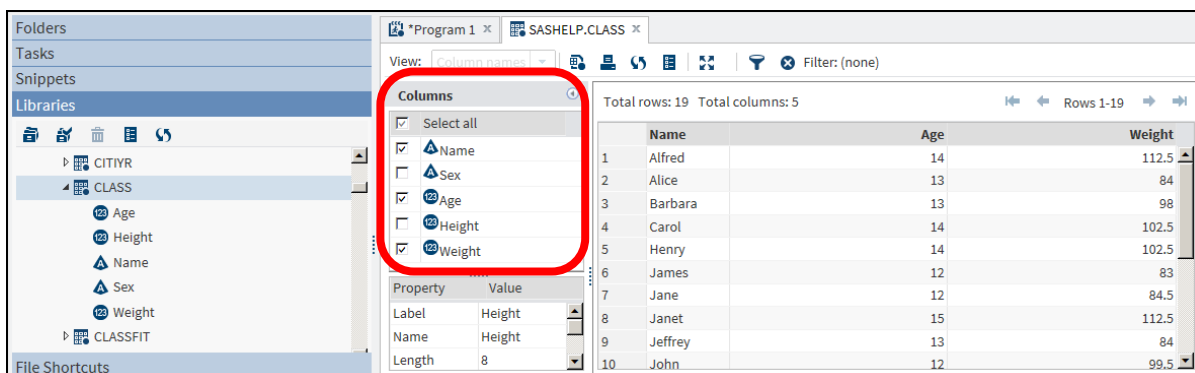 Folders
Tasks
Snippets
Libraries
CITIYR
CLASS
Age
Height
Name
Sex
Weight
CLASSFIT
File Shortcuts
*Program 1 × SASHELP.CLASS ×
View: Column names Filter: (none)
Columns
Select all
Name
Sex
Age
Height
Weight
Property Value
Label Height
Name Height
Length 8
Total rows: 19 Total columns: 5 Rows 1-19
Name Age Weight
1 Alfred 14 112.5
2 Alice 13 84
3 Barbara 13 98
4 Carol 14 102.5
5 Henry 14 102.5
6 James 12 83
7 Jane 12 84.5
8 Janet 15 112.5
9 Jeffrey 13 84
10 John 12 99.5